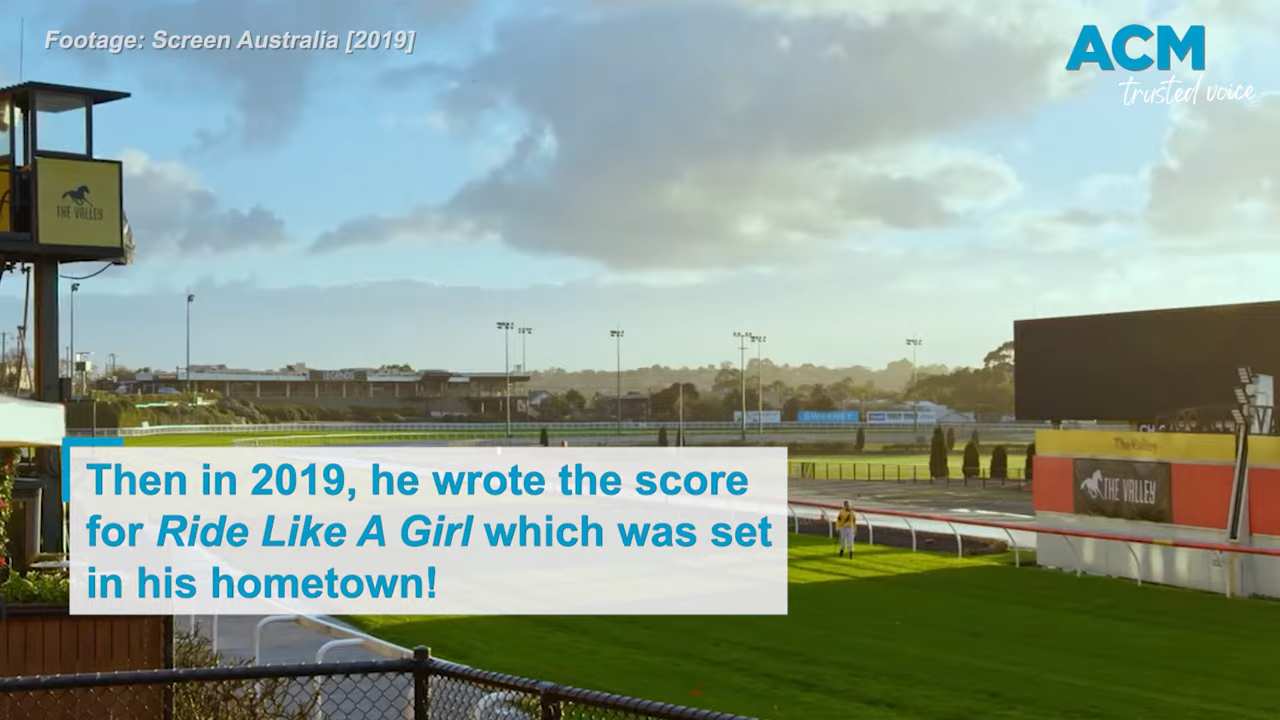 Footage: Screen Australia [2019]
ACM
trusted voice
THE VALLEY
SWEENEY
The Valley
THE VALLEY
Then in 2019, he wrote the score
for Ride Like A Girl which was set
in his hometown!